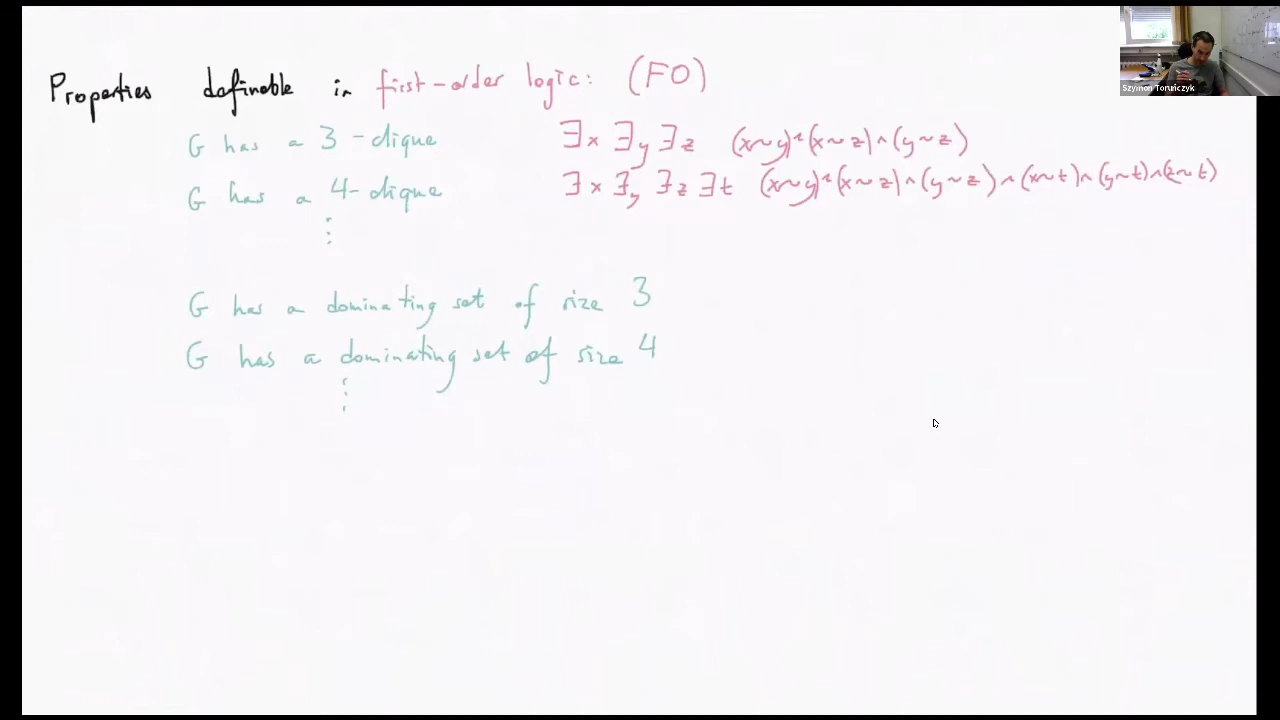 Properties definable in first-order logic: (FO)
G has a 3-clique ∃x ∃y ∃z (x~y)∧(x~z)∧(y~z)
G has a 4-clique ∃x ∃y ∃z ∃t (x~y)∧(x~z)∧(y~z)∧(x~t)∧(y~t)∧(z~t)
⋮
G has a dominating set of size 3
G has a dominating set of size 4
⋮
Szymon Toruńczyk